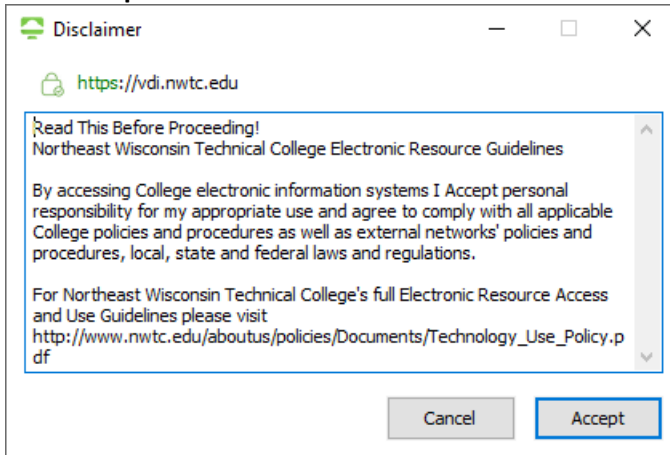 Disclaimer
https://vdi.nwtc.edu
Read This Before Proceeding!
Northeast Wisconsin Technical College Electronic Resource Guidelines
By accessing College electronic information systems I Accept personal
responsibility for my appropriate use and agree to comply with all applicable
College policies and procedures as well as external networks' policies and
procedures, local, state and federal laws and regulations.
For Northeast Wisconsin Technical College's full Electronic Resource Access
and Use Guidelines please visit
http://www.nwtc.edu/aboutus/policies/Documents/Technology_Use_Policy.p
df
Cancel
Accept